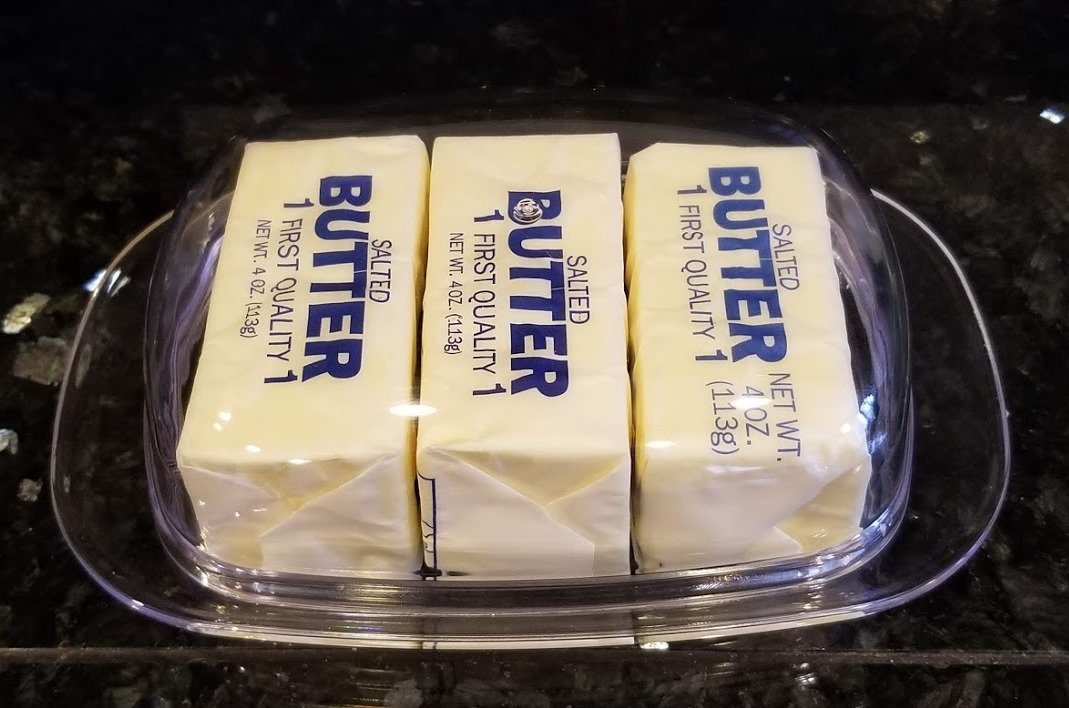 SALTED
BUTTER
1 FIRST QUALITY 1
NET WT. 4 OZ. (113g)
SALTED
BUTTER
1 FIRST QUALITY 1
NET WT. 4 OZ. (113g)
SALTED
BUTTER
1 FIRST QUALITY 1
NET WT.
4 OZ.
(113g)